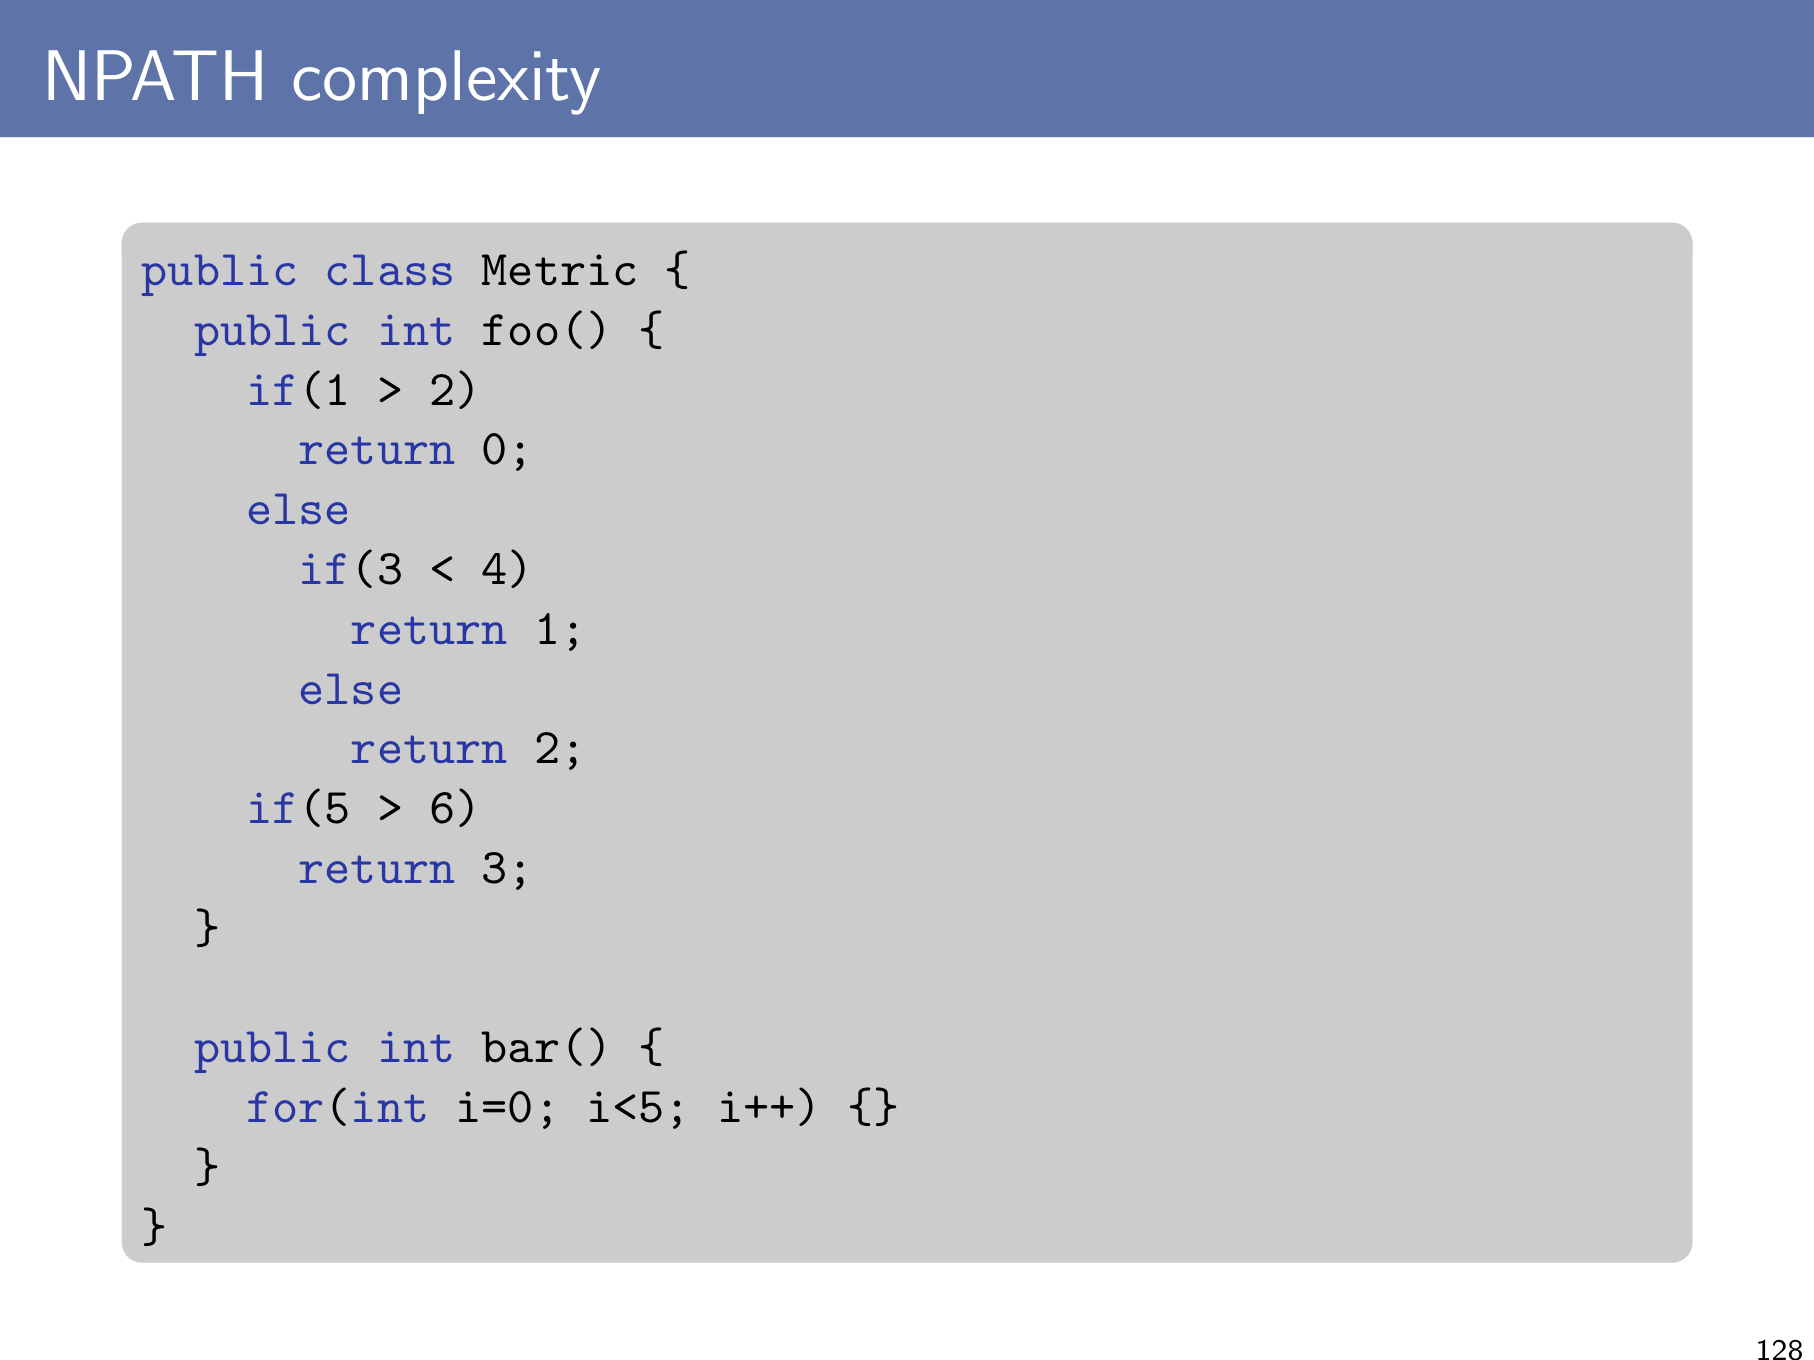 NPATH complexity
public class Metric {
  public int foo() {
    if(1 > 2)
      return 0;
    else
      if(3 < 4)
        return 1;
      else
        return 2;
    if(5 > 6)
      return 3;
  }

  public int bar() {
    for(int i=0; i<5; i++) {}
  }
}
128